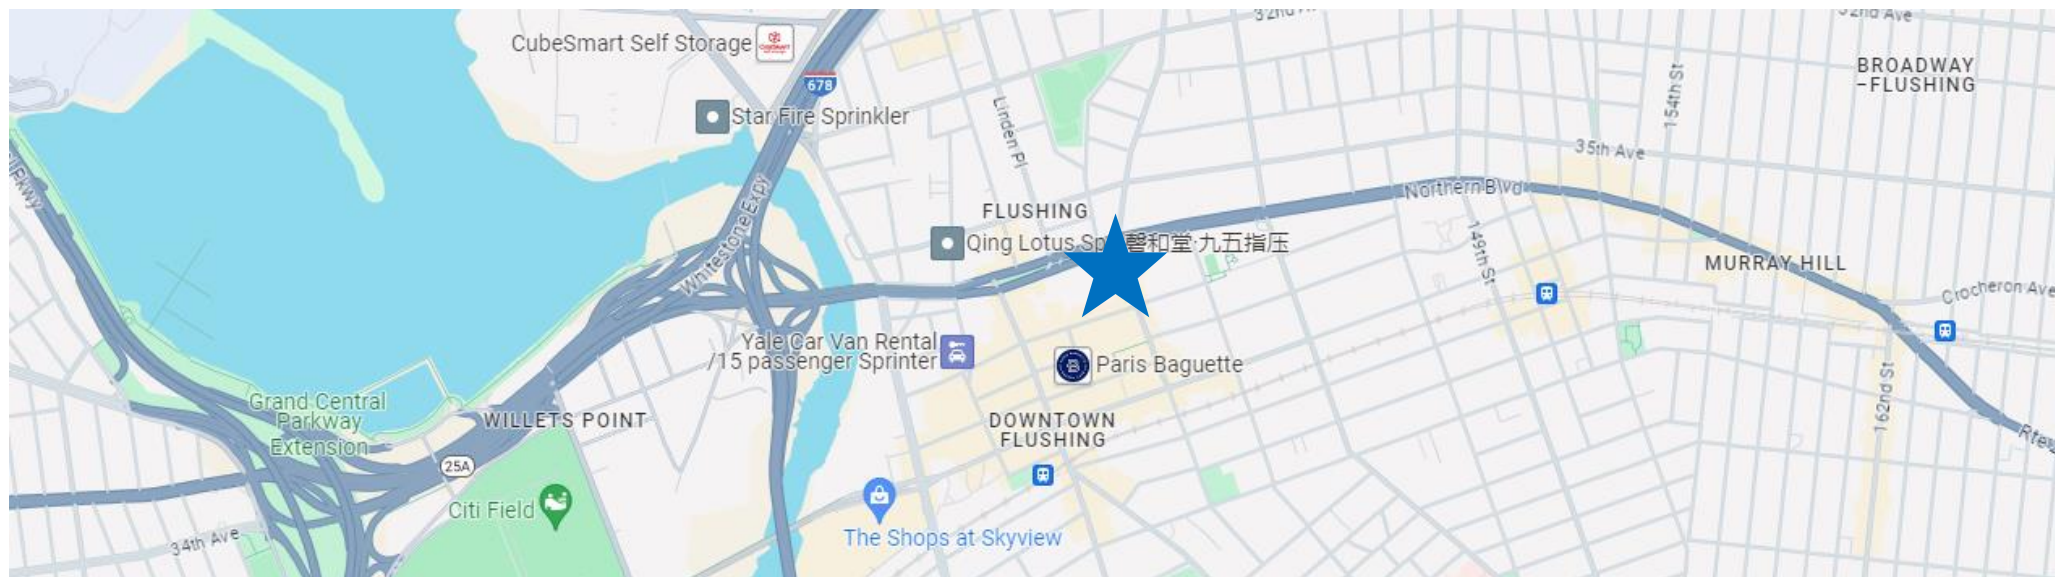 32nd Ave
CubeSmart Self Storage
678
Star Fire Sprinkler
Linden Pl
154th St
BROADWAY
-FLUSHING
35th Ave
Northern Blvd
Whitestone Expy
FLUSHING
Qing Lotus Sp 馨和堂·九五指压
149th St
MURRAY HILL
Crocheron Ave
Yale Car Van Rental
/15 passenger Sprinter
Paris Baguette
162nd St
Grand Central
Parkway
Extension
WILLETS POINT
DOWNTOWN
FLUSHING
25A
Citi Field
34th Ave
The Shops at Skyview